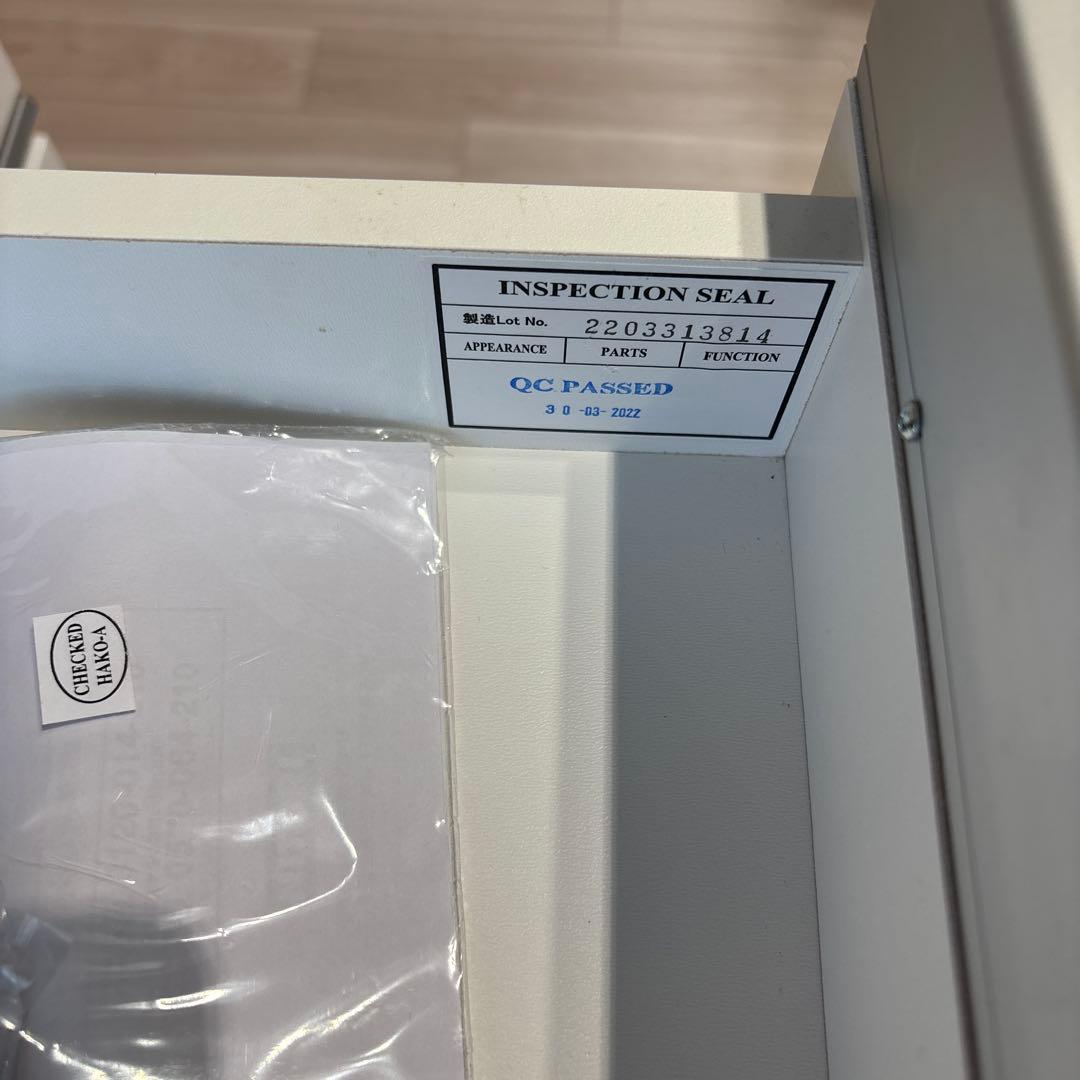 INSPECTION SEAL
製造Lot No. 2203313814
APPEARANCE PARTS FUNCTION
QC PASSED
30-03-2022
CHECKED
HAKO-A